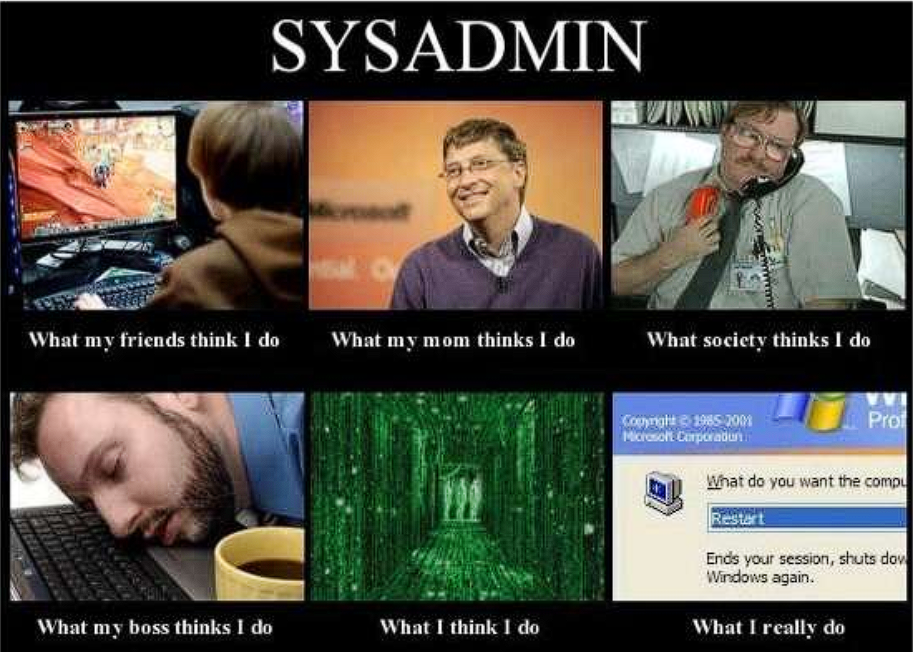 SYSADMIN
Microsoft
What my friends think I do
What my mom thinks I do
What society thinks I do
Copyright © 1985-2001
Microsoft Corporation
Prof
What do you want the compu
Restart
Ends your session, shuts dow
Windows again.
What my boss thinks I do
What I think I do
What I really do